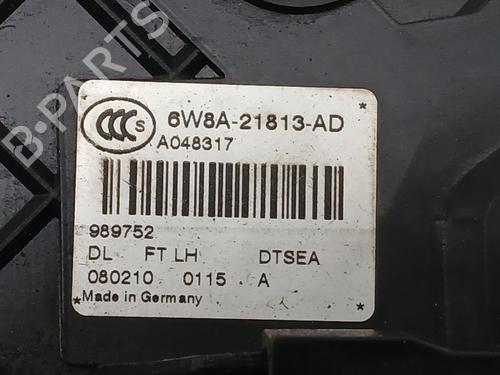 B-PARTS
CCC S
6W8A-21813-AD
A048317
989752
DL FT LH DTSEA
080210 0115 A
* Made in Germany *